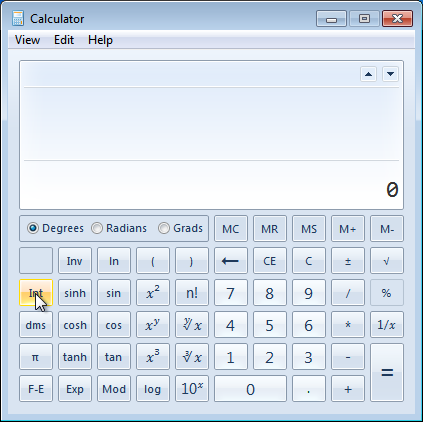 Calculator
View Edit Help
0
Degrees Radians Grads MC MR MS M+ M-
Inv ln ( ) ← CE C ± √
Int sinh sin x² n! 7 8 9 / %
dms cosh cos xʸ ʸ√x 4 5 6 * 1/x
π tanh tan x³ ³√x 1 2 3 - =
F-E Exp Mod log 10ˣ 0 . +